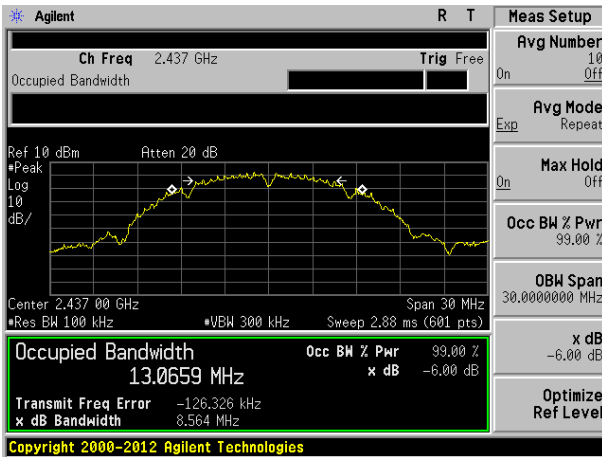 Agilent R T Meas Setup
Ch Freq 2.437 GHz Trig Free
Occupied Bandwidth
Avg Number
10
On Off
Avg Mode
Exp Repeat
Max Hold
On Off
Occ BW % Pwr
99.00 %
OBW Span
30.0000000 MHz
x dB
-6.00 dB
Optimize
Ref Level
Ref 10 dBm Atten 20 dB
#Peak
Log
10
dB/
Center 2.437 00 GHz Span 30 MHz
#Res BW 100 kHz #VBW 300 kHz Sweep 2.88 ms (601 pts)
Occupied Bandwidth Occ BW % Pwr 99.00 %
13.0659 MHz x dB -6.00 dB
Transmit Freq Error -126.326 kHz
x dB Bandwidth 8.564 MHz
Copyright 2000-2012 Agilent Technologies